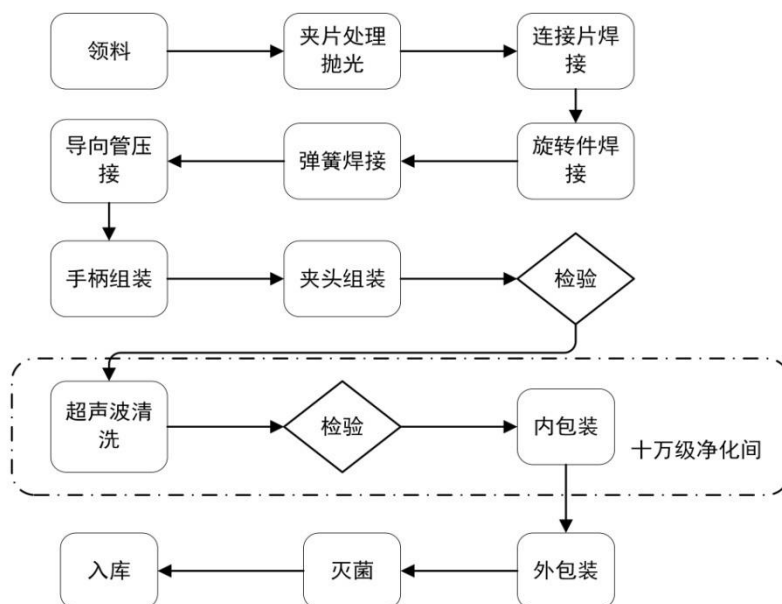 领料
夹片处理
抛光
连接片焊
接
导向管压
接
弹簧焊接
旋转件焊
接
手柄组装
夹头组装
检验
超声波清
洗
检验
内包装
十万级净化间
入库
灭菌
外包装